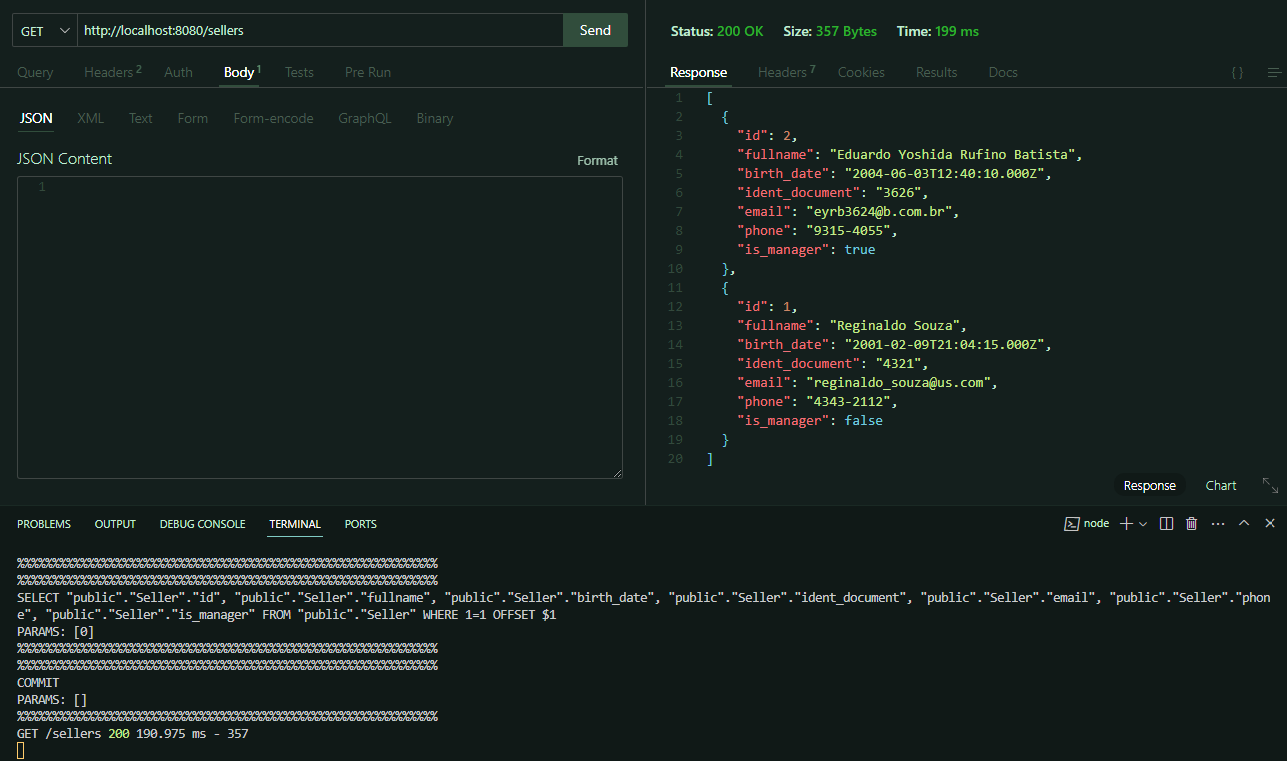 GET http://localhost:8080/sellers Send
Query Headers 2 Auth Body 1 Tests Pre Run
JSON XML Text Form Form-encode GraphQL Binary
JSON Content Format
1
Status: 200 OK Size: 357 Bytes Time: 199 ms
Response Headers 7 Cookies Results Docs { }
1 [
2 {
3 "id": 2,
4 "fullname": "Eduardo Yoshida Rufino Batista",
5 "birth_date": "2004-06-03T12:40:10.000Z",
6 "ident_document": "3626",
7 "email": "eyrb3624@b.com.br",
8 "phone": "9315-4055",
9 "is_manager": true
10 },
11 {
12 "id": 1,
13 "fullname": "Reginaldo Souza",
14 "birth_date": "2001-02-09T21:04:15.000Z",
15 "ident_document": "4321",
16 "email": "reginaldo_souza@us.com",
17 "phone": "4343-2112",
18 "is_manager": false
19 }
20 ]
Response Chart
PROBLEMS OUTPUT DEBUG CONSOLE TERMINAL PORTS node
%%%%%%%%%%%%%%%%%%%%%%%%%%%%%%%%%%%%%%%%%%%%%%%%%%%%%%%%%%%%
%%%%%%%%%%%%%%%%%%%%%%%%%%%%%%%%%%%%%%%%%%%%%%%%%%%%%%%%%%%%
SELECT "public"."Seller"."id", "public"."Seller"."fullname", "public"."Seller"."birth_date", "public"."Seller"."ident_document", "public"."Seller"."email", "public"."Seller"."phon
e", "public"."Seller"."is_manager" FROM "public"."Seller" WHERE 1=1 OFFSET $1
PARAMS: [0]
%%%%%%%%%%%%%%%%%%%%%%%%%%%%%%%%%%%%%%%%%%%%%%%%%%%%%%%%%%%%
%%%%%%%%%%%%%%%%%%%%%%%%%%%%%%%%%%%%%%%%%%%%%%%%%%%%%%%%%%%%
COMMIT
PARAMS: []
%%%%%%%%%%%%%%%%%%%%%%%%%%%%%%%%%%%%%%%%%%%%%%%%%%%%%%%%%%%%
GET /sellers 200 190.975 ms - 357